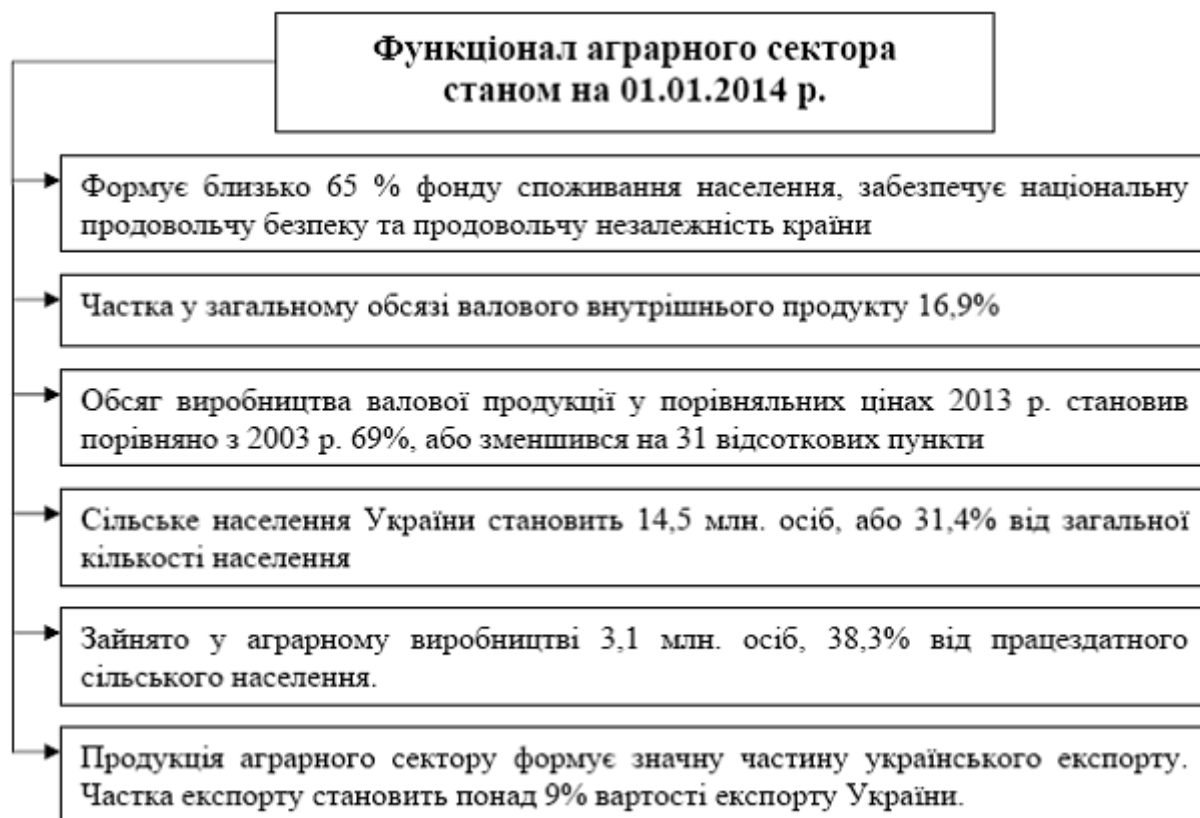 Функціонал аграрного сектора
станом на 01.01.2014 р.
Формує близько 65 % фонду споживання населення, забезпечує національну
продовольчу безпеку та продовольчу незалежність країни
Частка у загальному обсязі валового внутрішнього продукту 16,9%
Обсяг виробництва валової продукції у порівняльних цінах 2013 р. становив
порівняно з 2003 р. 69%, або зменшився на 31 відсоткових пункти
Сільське населення України становить 14,5 млн. осіб, або 31,4% від загальної
кількості населення
Зайнято у аграрному виробництві 3,1 млн. осіб, 38,3% від працездатного
сільського населення.
Продукція аграрного сектору формує значну частину українського експорту.
Частка експорту становить понад 9% вартості експорту України.